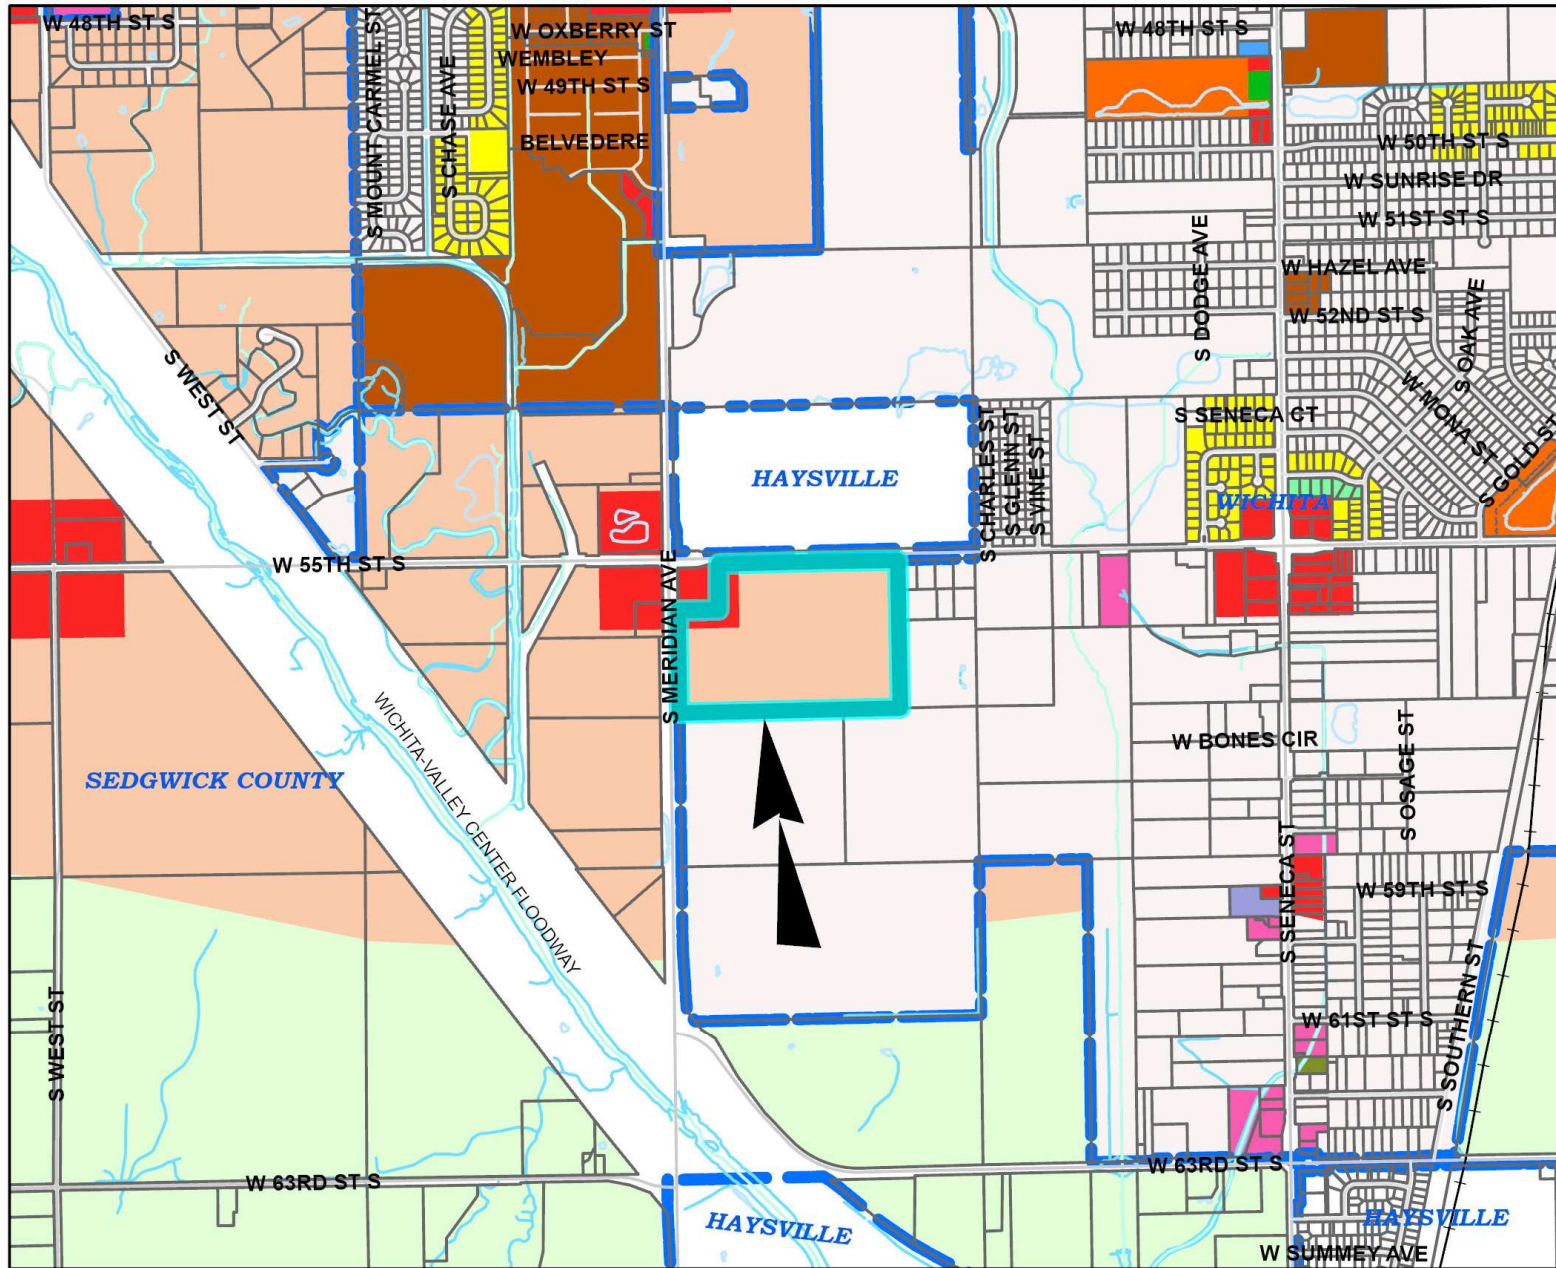 W 48TH ST S
S MOUNT CARMEL ST
S CHASE AVE
W OXBERRY ST
WEMBLEY
W 49TH ST S
BELVEDERE
W 48TH ST S
W 50TH ST S
W SUNRISE DR
W 51ST ST S
S DODGE AVE
W HAZEL AVE
W 52ND ST S
S OAK AVE
S WEST ST
W MONA ST
S SENECA CT
S GOLD ST
HAYSVILLE
S CHARLES ST
S GLENN ST
S VINE ST
WICHITA
W 55TH ST S
S MERIDIAN AVE
SEDGWICK COUNTY
WICHITA-VALLEY CENTER FLOODWAY
W BONES CIR
S OSAGE ST
S SENECA ST
W 59TH ST S
S WEST ST
W 61ST ST S
S SOUTHERN ST
W 63RD ST S
W 63RD ST S
HAYSVILLE
HAYSVILLE
W SUMMEY AVE